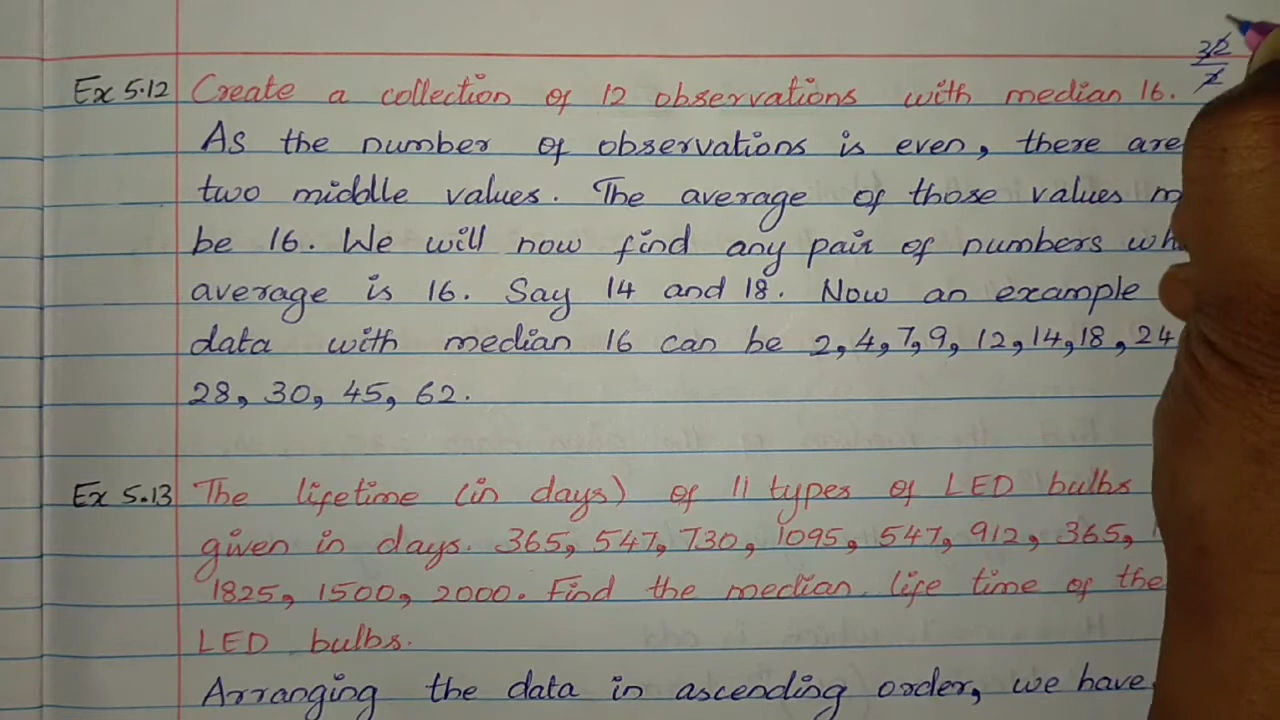 32
2
Ex 5.12 Create a collection of 12 observations with median 16.
As the number of observations is even, there are
two middle values. The average of those values
be 16. We will now find any pair of numbers
average is 16. Say 14 and 18. Now an example
data with median 16 can be 2, 4, 7, 9, 12, 14, 18, 24
28, 30, 45, 62.
Ex 5.13 The lifetime (in days) of 11 types of LED bulbs
given in days. 365, 547, 730, 1095, 547, 912, 365,
1825, 1500, 2000. Find the median life time of the
LED bulbs.
Arranging the data in ascending order, we have